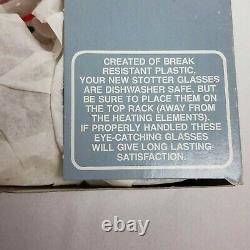 CREATED OF BREAK
RESISTANT PLASTIC,
YOUR NEW STOTTER GLASSES
ARE DISHWASHER SAFE, BUT
BE SURE TO PLACE THEM ON
THE TOP RACK (AWAY FROM
THE HEATING ELEMENTS).
IF PROPERLY HANDLED THESE
EYE-CATCHING GLASSES
WILL GIVE LONG LASTING
SATISFACTION.